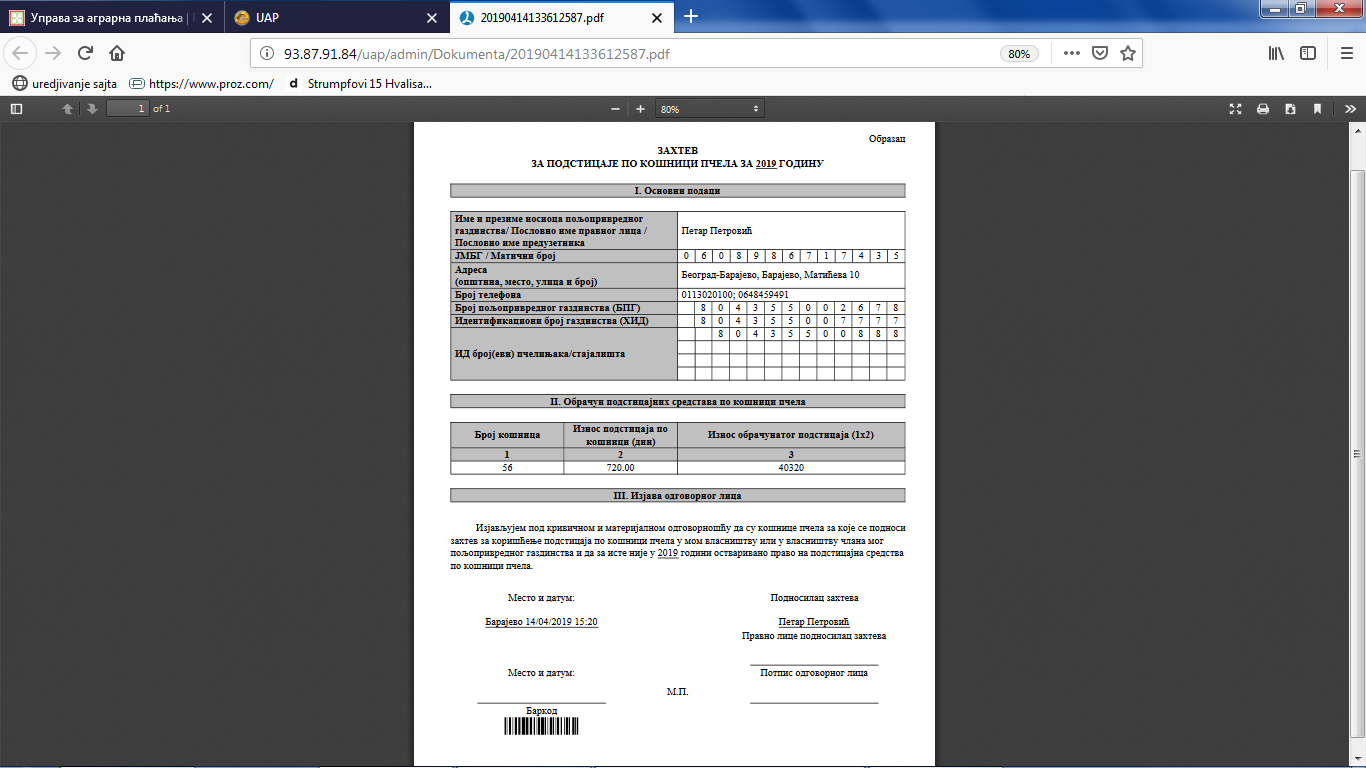 Управа за аграрна плаћања |
UAP
20190414133612587.pdf
93.87.91.84/uap/admin/Dokumenta/20190414133612587.pdf
80%
uredjivanje sajta
https://www.proz.com/
d Strumpfovi 15 Hvalisa...
1 of 1
80%
Образац
ЗАХТЕВ
ЗА ПОДСТИЦАЈЕ ПО КОШНИЦИ ПЧЕЛА ЗА 2019 ГОДИНУ
I. Основни подаци
Име и презиме носиоца пољопривредног
газдинства/ Пословно име правног лица /
Пословно име предузетника
Петар Петровић
ЈМБГ / Матични број
0 6 0 8 9 8 6 7 1 7 4 3 5
Адреса
(општина, место, улица и број)
Београд-Барајево, Барајево, Матићева 10
Број телефона
0113020100; 0648459491
Број пољопривредног газдинства (БПГ)
8 0 4 3 5 5 0 0 2 6 7 8
Идентификациони број газдинства (ХИД)
8 0 4 3 5 5 0 0 7 7 7 7
ИД број(еви) пчелињака/стајалишта
8 0 4 3 5 5 0 0 8 8 8
II. Обрачун подстицајних средстава по кошници пчела
Број кошница
Износ подстицаја по
кошници (дин)
Износ обрачунатог подстицаја (1x2)
1 2 3
56 720.00 40320
III. Изјава одговорног лица
Изјављујем под кривичном и материјалном одговорношћу да су кошнице пчела за које се подноси
захтев за коришћење подстицаја по кошници пчела у мом власништву или у власништву члана мог
пољопривредног газдинства и да за исте није у 2019 години остваривано право на подстицајна средства
по кошници пчела.
Место и датум:
Подносилац захтева
Барајево 14/04/2019 15:20
Петар Петровић
Правно лице подносилац захтева
Место и датум:
Потпис одговорног лица
М.П.
Баркод